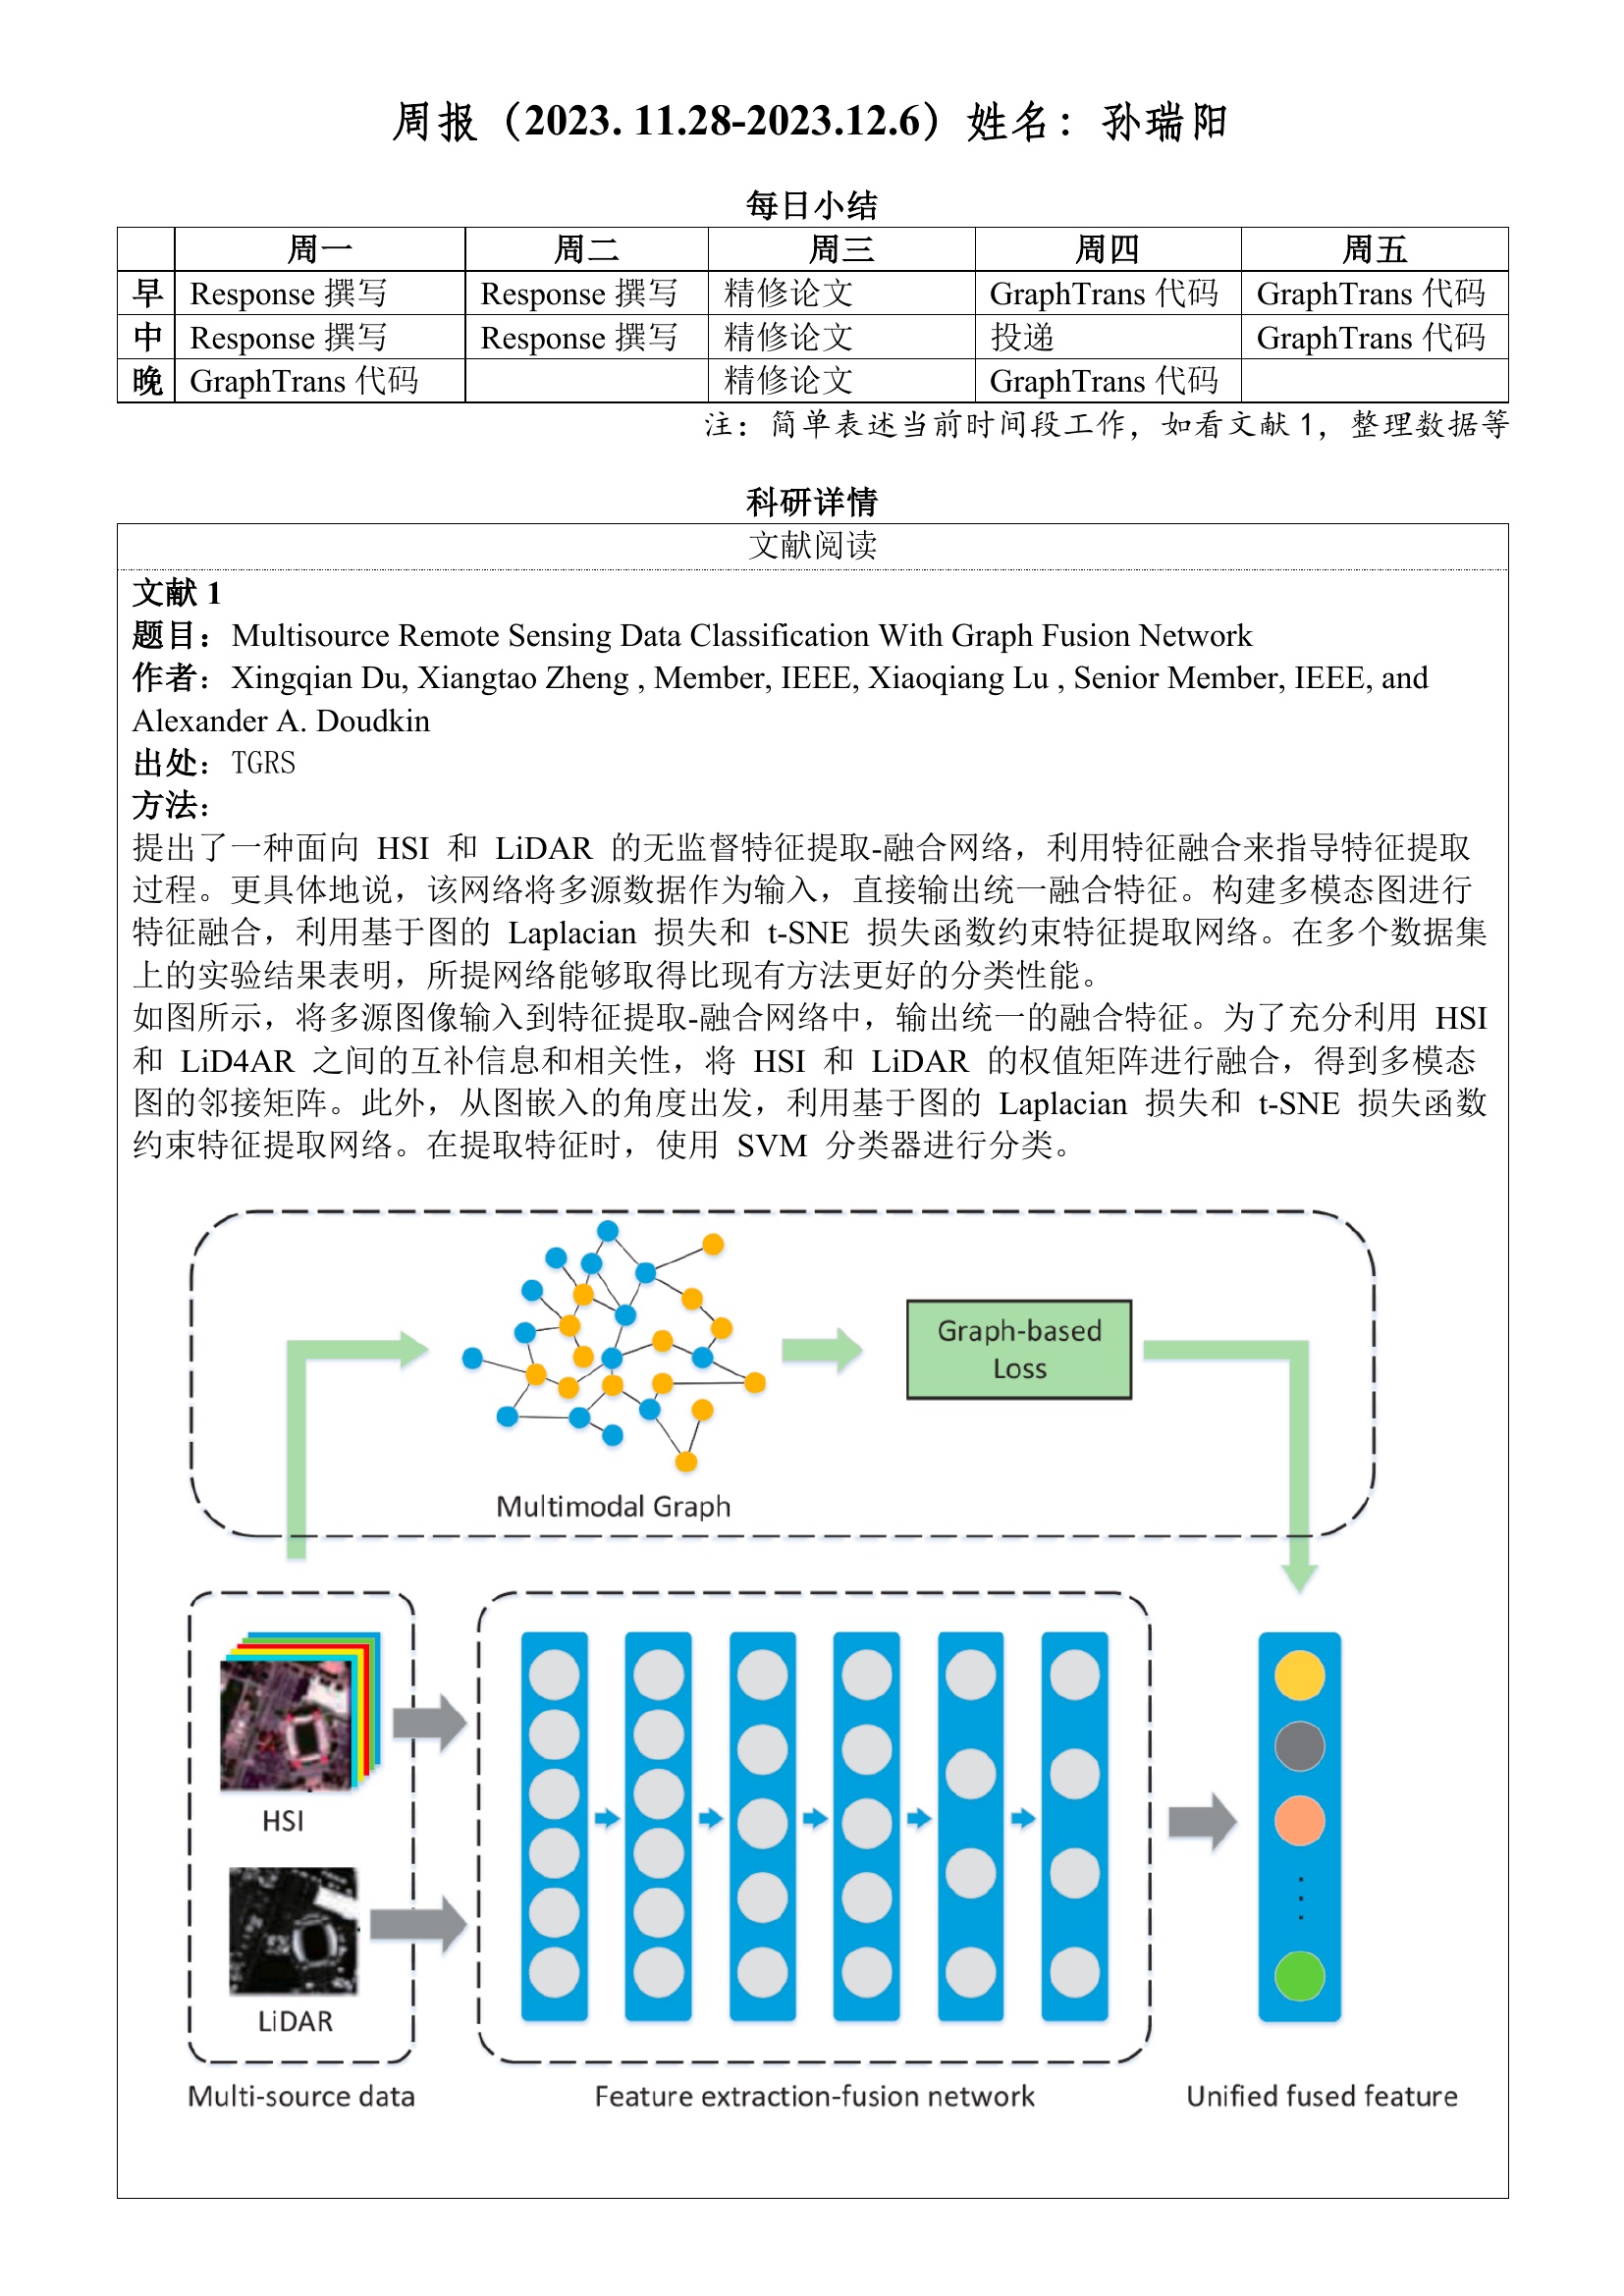 周报（2023. 11.28-2023.12.6）姓名：孙瑞阳
每日小结
周一 周二 周三 周四 周五
早 Response 撰写 Response 撰写 精修论文 GraphTrans 代码 GraphTrans 代码
中 Response 撰写 Response 撰写 精修论文 投递 GraphTrans 代码
晚 GraphTrans 代码 精修论文 GraphTrans 代码
注：简单表述当前时间段工作，如看文献 1，整理数据等
科研详情
文献阅读
文献 1
题目：Multisource Remote Sensing Data Classification With Graph Fusion Network
作者：Xingqian Du, Xiangtao Zheng , Member, IEEE, Xiaoqiang Lu , Senior Member, IEEE, and
Alexander A. Doudkin
出处：TGRS
方法：
提出了一种面向 HSI 和 LiDAR 的无监督特征提取-融合网络，利用特征融合来指导特征提取
过程。更具体地说，该网络将多源数据作为输入，直接输出统一融合特征。构建多模态图进行
特征融合，利用基于图的 Laplacian 损失和 t-SNE 损失函数约束特征提取网络。在多个数据集
上的实验结果表明，所提网络能够取得比现有方法更好的分类性能。
如图所示，将多源图像输入到特征提取-融合网络中，输出统一的融合特征。为了充分利用 HSI
和 LiD4AR 之间的互补信息和相关性，将 HSI 和 LiDAR 的权值矩阵进行融合，得到多模态
图的邻接矩阵。此外，从图嵌入的角度出发，利用基于图的 Laplacian 损失和 t-SNE 损失函数
约束特征提取网络。在提取特征时，使用 SVM 分类器进行分类。
Graph-based
Loss
Multimodal Graph
HSI
LiDAR
Multi-source data
Feature extraction-fusion network
Unified fused feature